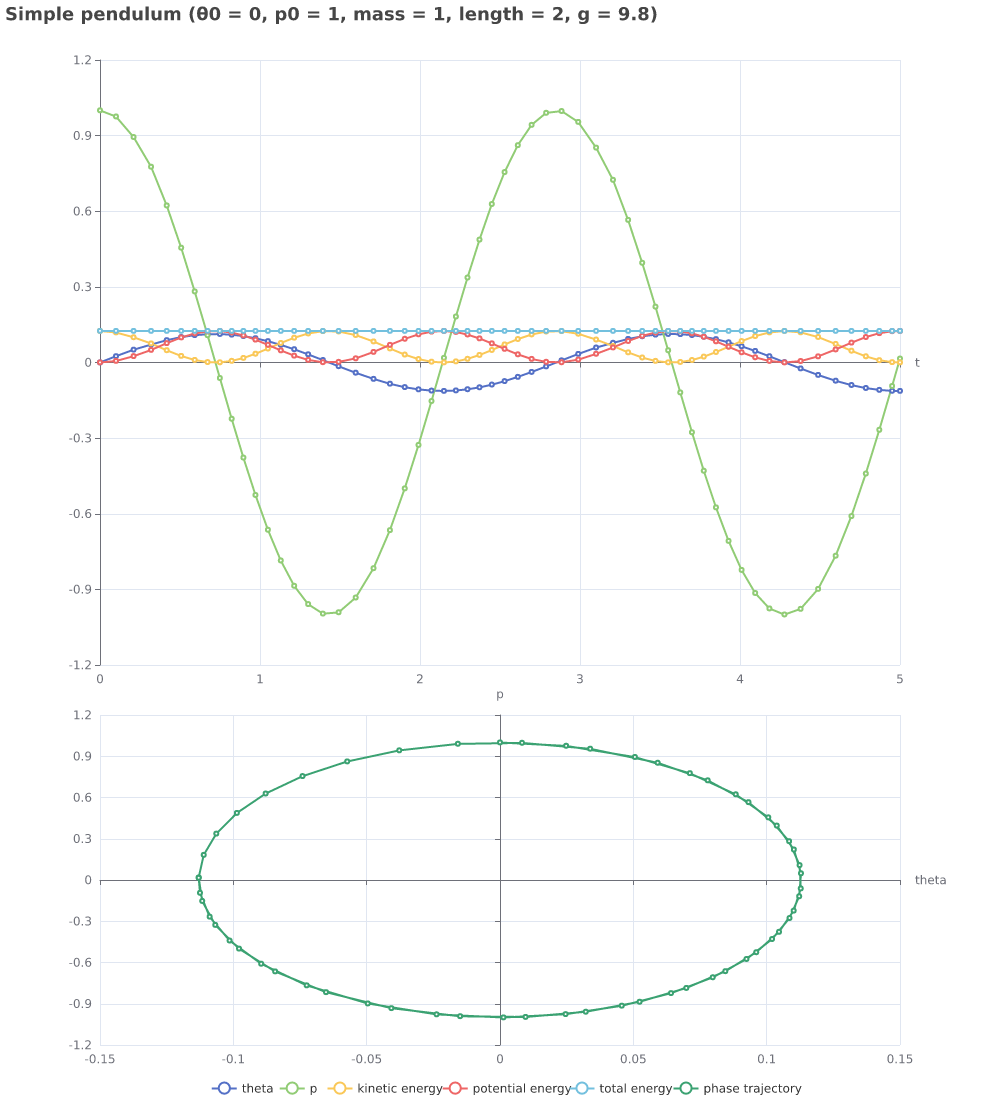 Simple pendulum (θ0 = 0, p0 = 1, mass = 1, length = 2, g = 9.8)
1.2
0.9
0.6
0.3
0
-0.3
-0.6
-0.9
-1.2
t
0 1 2 3 4 5
p
1.2
0.9
0.6
0.3
0
-0.3
-0.6
-0.9
-1.2
theta
-0.15 -0.1 -0.05 0 0.05 0.1 0.15
theta p kinetic energy potential energy total energy phase trajectory